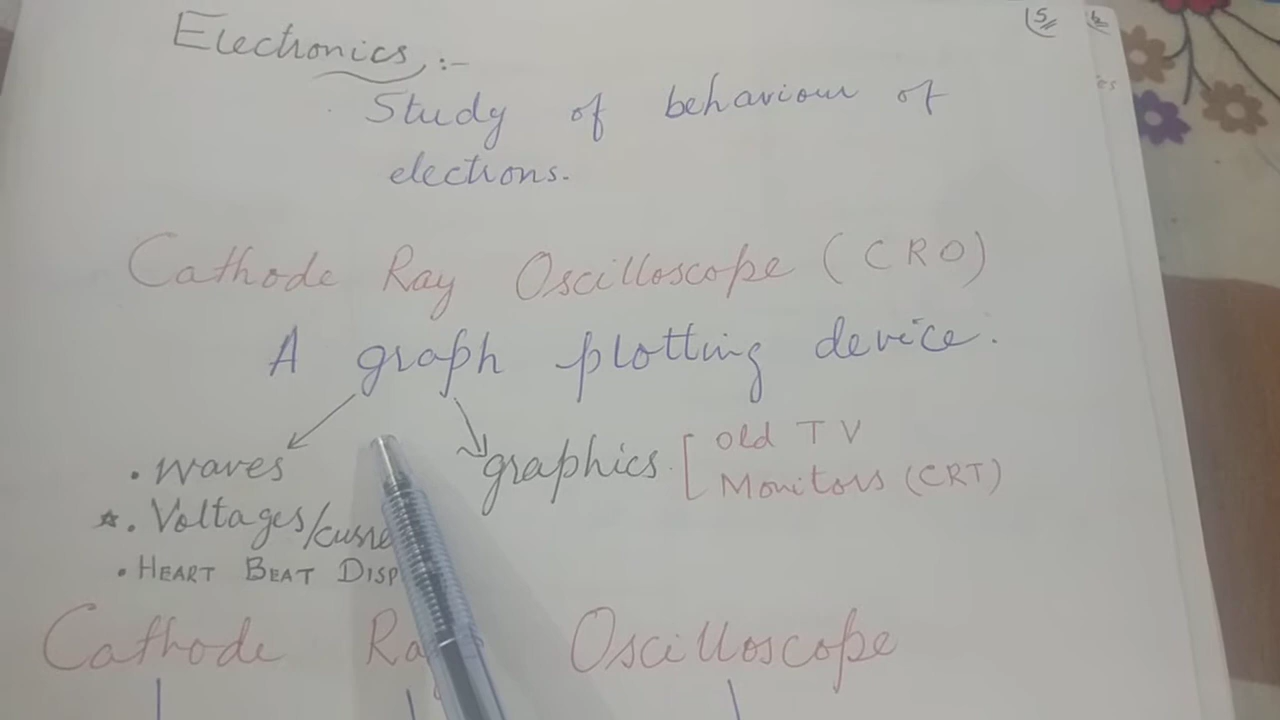 Electronics :-
Study of behaviour of
electrons.
Cathode Ray Oscilloscope (CRO)
A graph plotting device.
. waves
graphics [ Old TV
Monitors (CRT)
* . Voltages/curre
. HEART BEAT DISP
Cathode Ra Oscilloscope
5